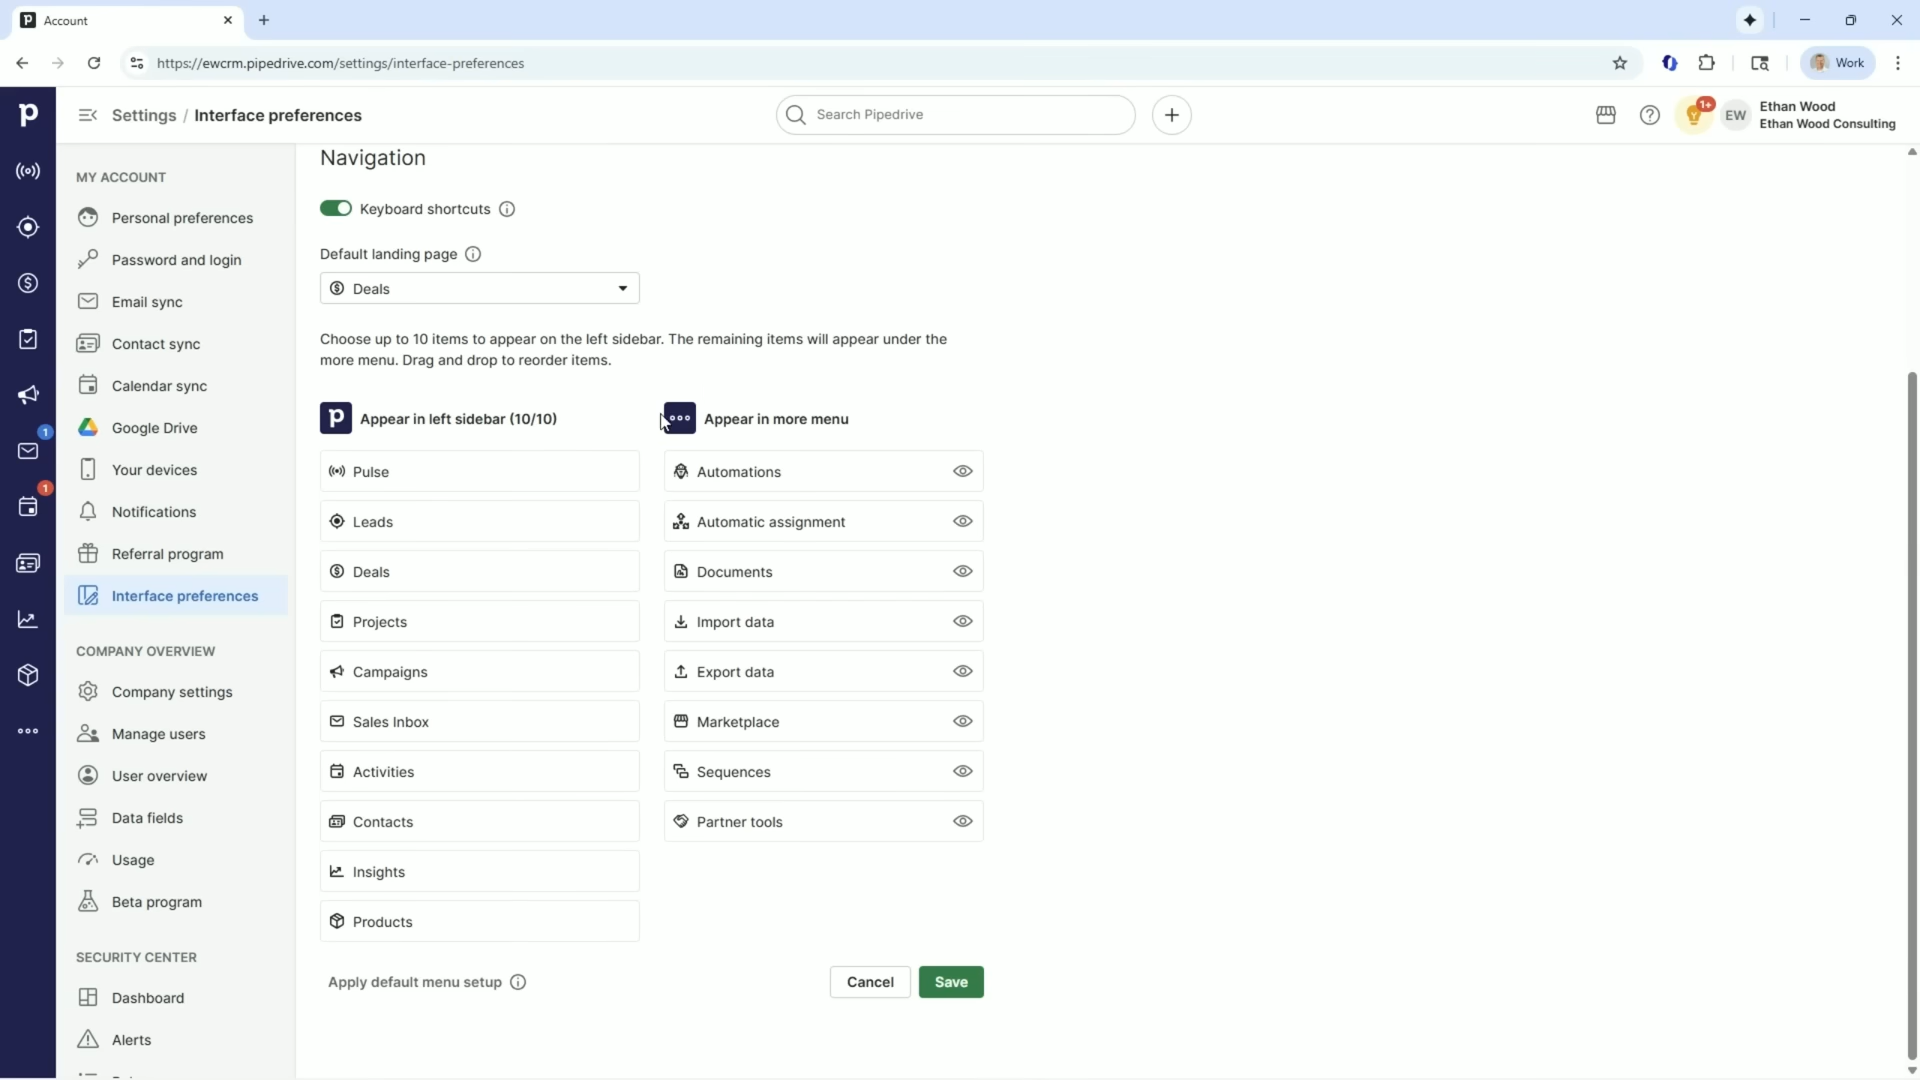 Account
https://ewcrm.pipedrive.com/settings/interface-preferences
Work
Settings / Interface preferences
Search Pipedrive
1+
EW
Ethan Wood
Ethan Wood Consulting
1
1
MY ACCOUNT
Personal preferences
Password and login
Email sync
Contact sync
Calendar sync
Google Drive
Your devices
Notifications
Referral program
Interface preferences
COMPANY OVERVIEW
Company settings
Manage users
User overview
Data fields
Usage
Beta program
SECURITY CENTER
Dashboard
Alerts
Navigation
Keyboard shortcuts
Default landing page
Deals
Choose up to 10 items to appear on the left sidebar. The remaining items will appear under the
more menu. Drag and drop to reorder items.
Appear in left sidebar (10/10)
Pulse
Leads
Deals
Projects
Campaigns
Sales Inbox
Activities
Contacts
Insights
Products
Appear in more menu
Automations
Automatic assignment
Documents
Import data
Export data
Marketplace
Sequences
Partner tools
Apply default menu setup
Cancel
Save